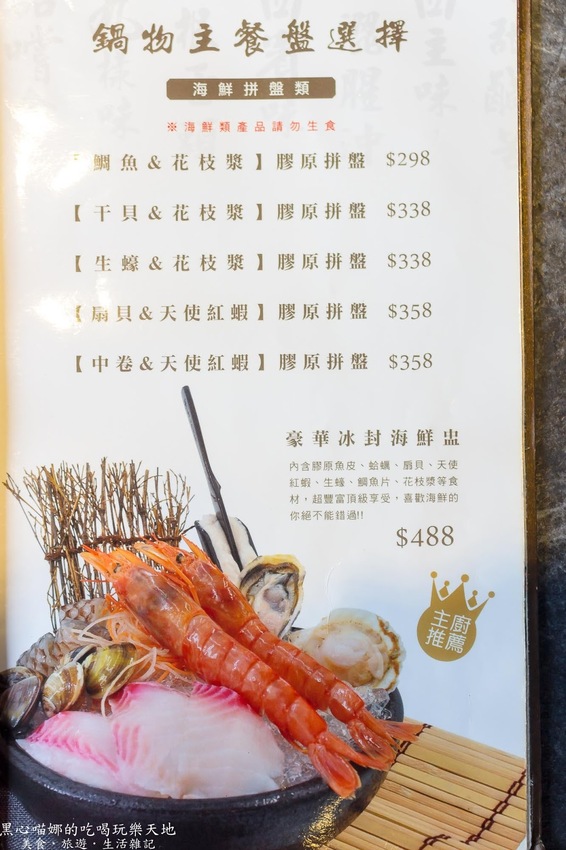 鍋物主餐盤選擇
海鮮拼盤類
※海鮮類產品請勿生食
【鯛魚&花枝漿】膠原拼盤 $298
【干貝&花枝漿】膠原拼盤 $338
【生蠔&花枝漿】膠原拼盤 $338
【扇貝&天使紅蝦】膠原拼盤 $358
【中卷&天使紅蝦】膠原拼盤 $358
豪華冰封海鮮盅
內含膠原魚皮、蛤蠣、扇貝、天使
紅蝦、生蠔、鯛魚片、花枝漿等食
材，超豐富頂級享受，喜歡海鮮的
你絕不能錯過!!
$488
主廚
推薦
黑心喵娜的吃喝玩樂天地
美食‧旅遊‧生活雜記